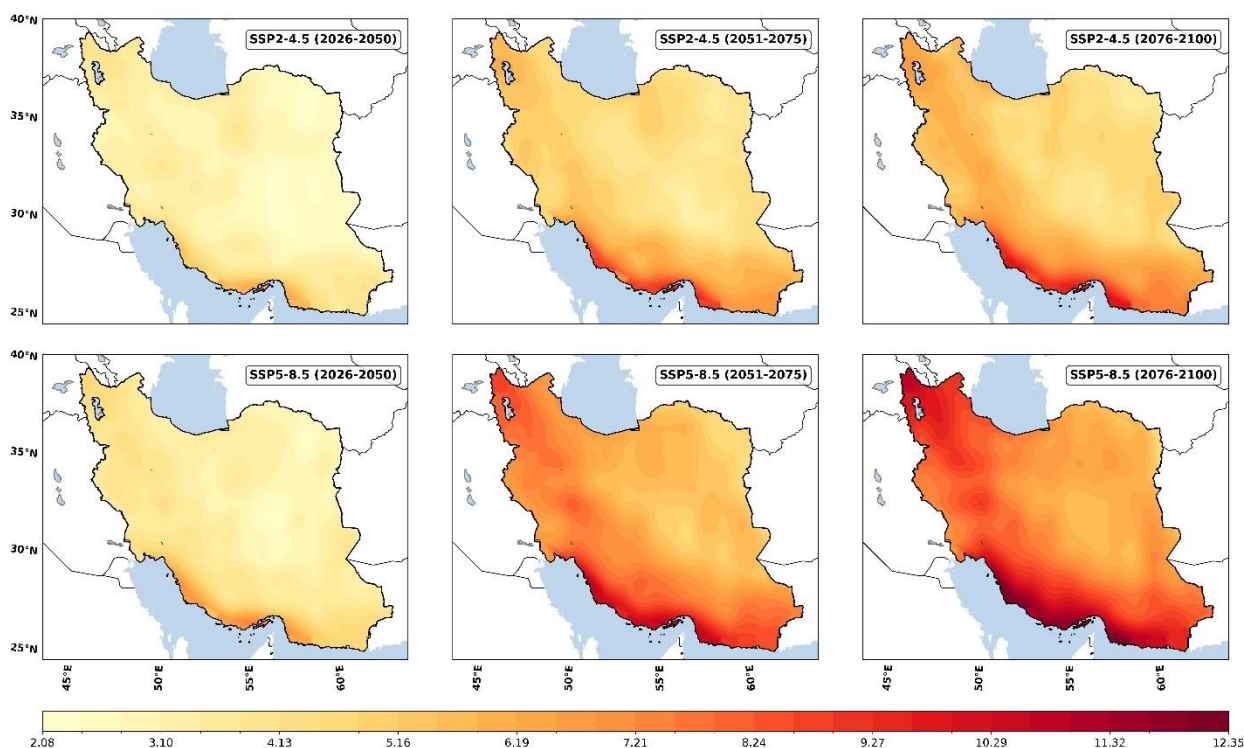 40°N
SSP2-4.5 (2026-2050)
SSP2-4.5 (2051-2075)
SSP2-4.5 (2076-2100)
35°N
30°N
25°N
40°N
SSP5-8.5 (2026-2050)
SSP5-8.5 (2051-2075)
SSP5-8.5 (2076-2100)
35°N
30°N
25°N
45°E 50°E 55°E 60°E 45°E 50°E 55°E 60°E 45°E 50°E 55°E 60°E
2.08 3.10 4.13 5.16 6.19 7.21 8.24 9.27 10.29 11.32 12.35